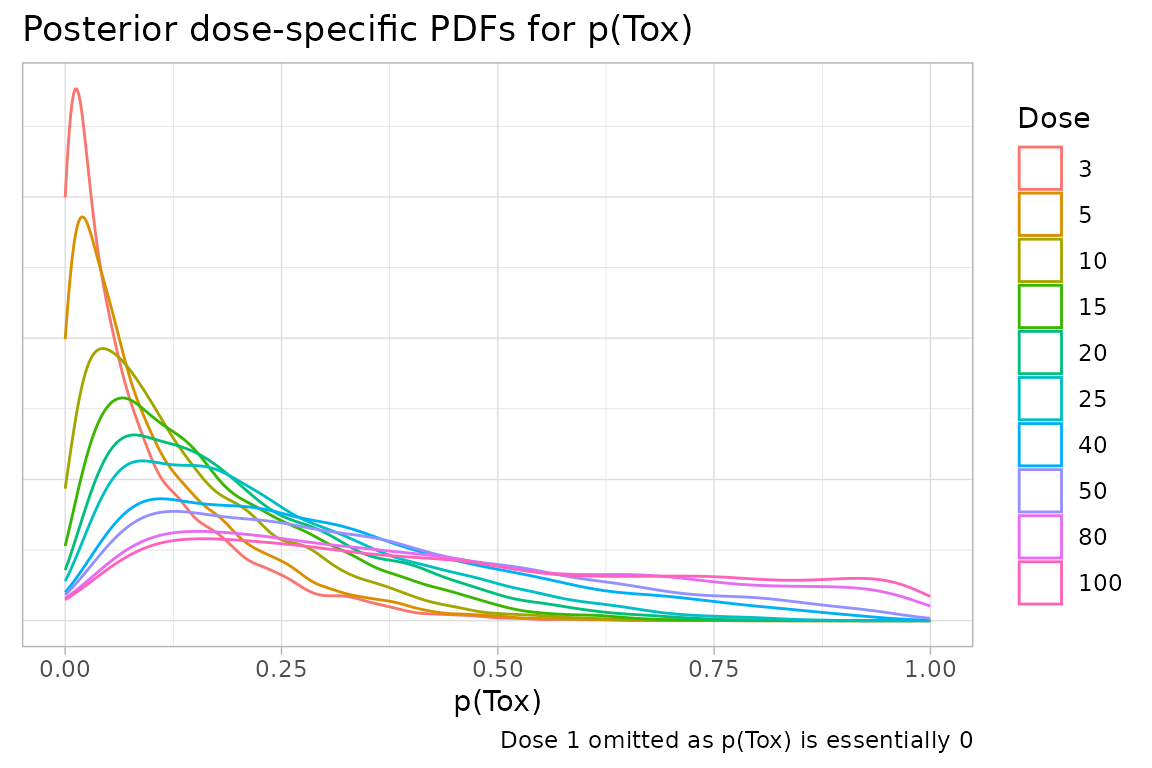 Posterior dose-specific PDFs for p(Tox)
Dose
3
5
10
15
20
25
40
50
80
100
0.00 0.25 0.50 0.75 1.00
p(Tox)
Dose 1 omitted as p(Tox) is essentially 0